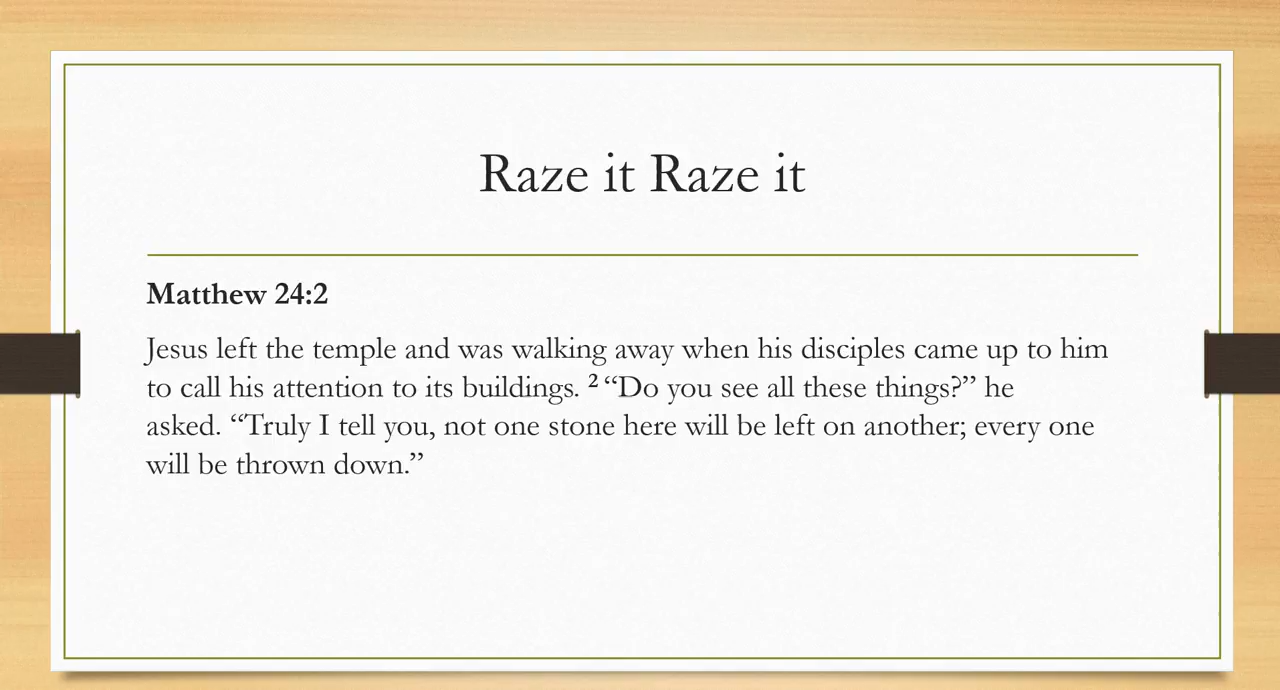 Raze it Raze it
Matthew 24:2
Jesus left the temple and was walking away when his disciples came up to him
to call his attention to its buildings. ² “Do you see all these things?” he
asked. “Truly I tell you, not one stone here will be left on another; every one
will be thrown down.”